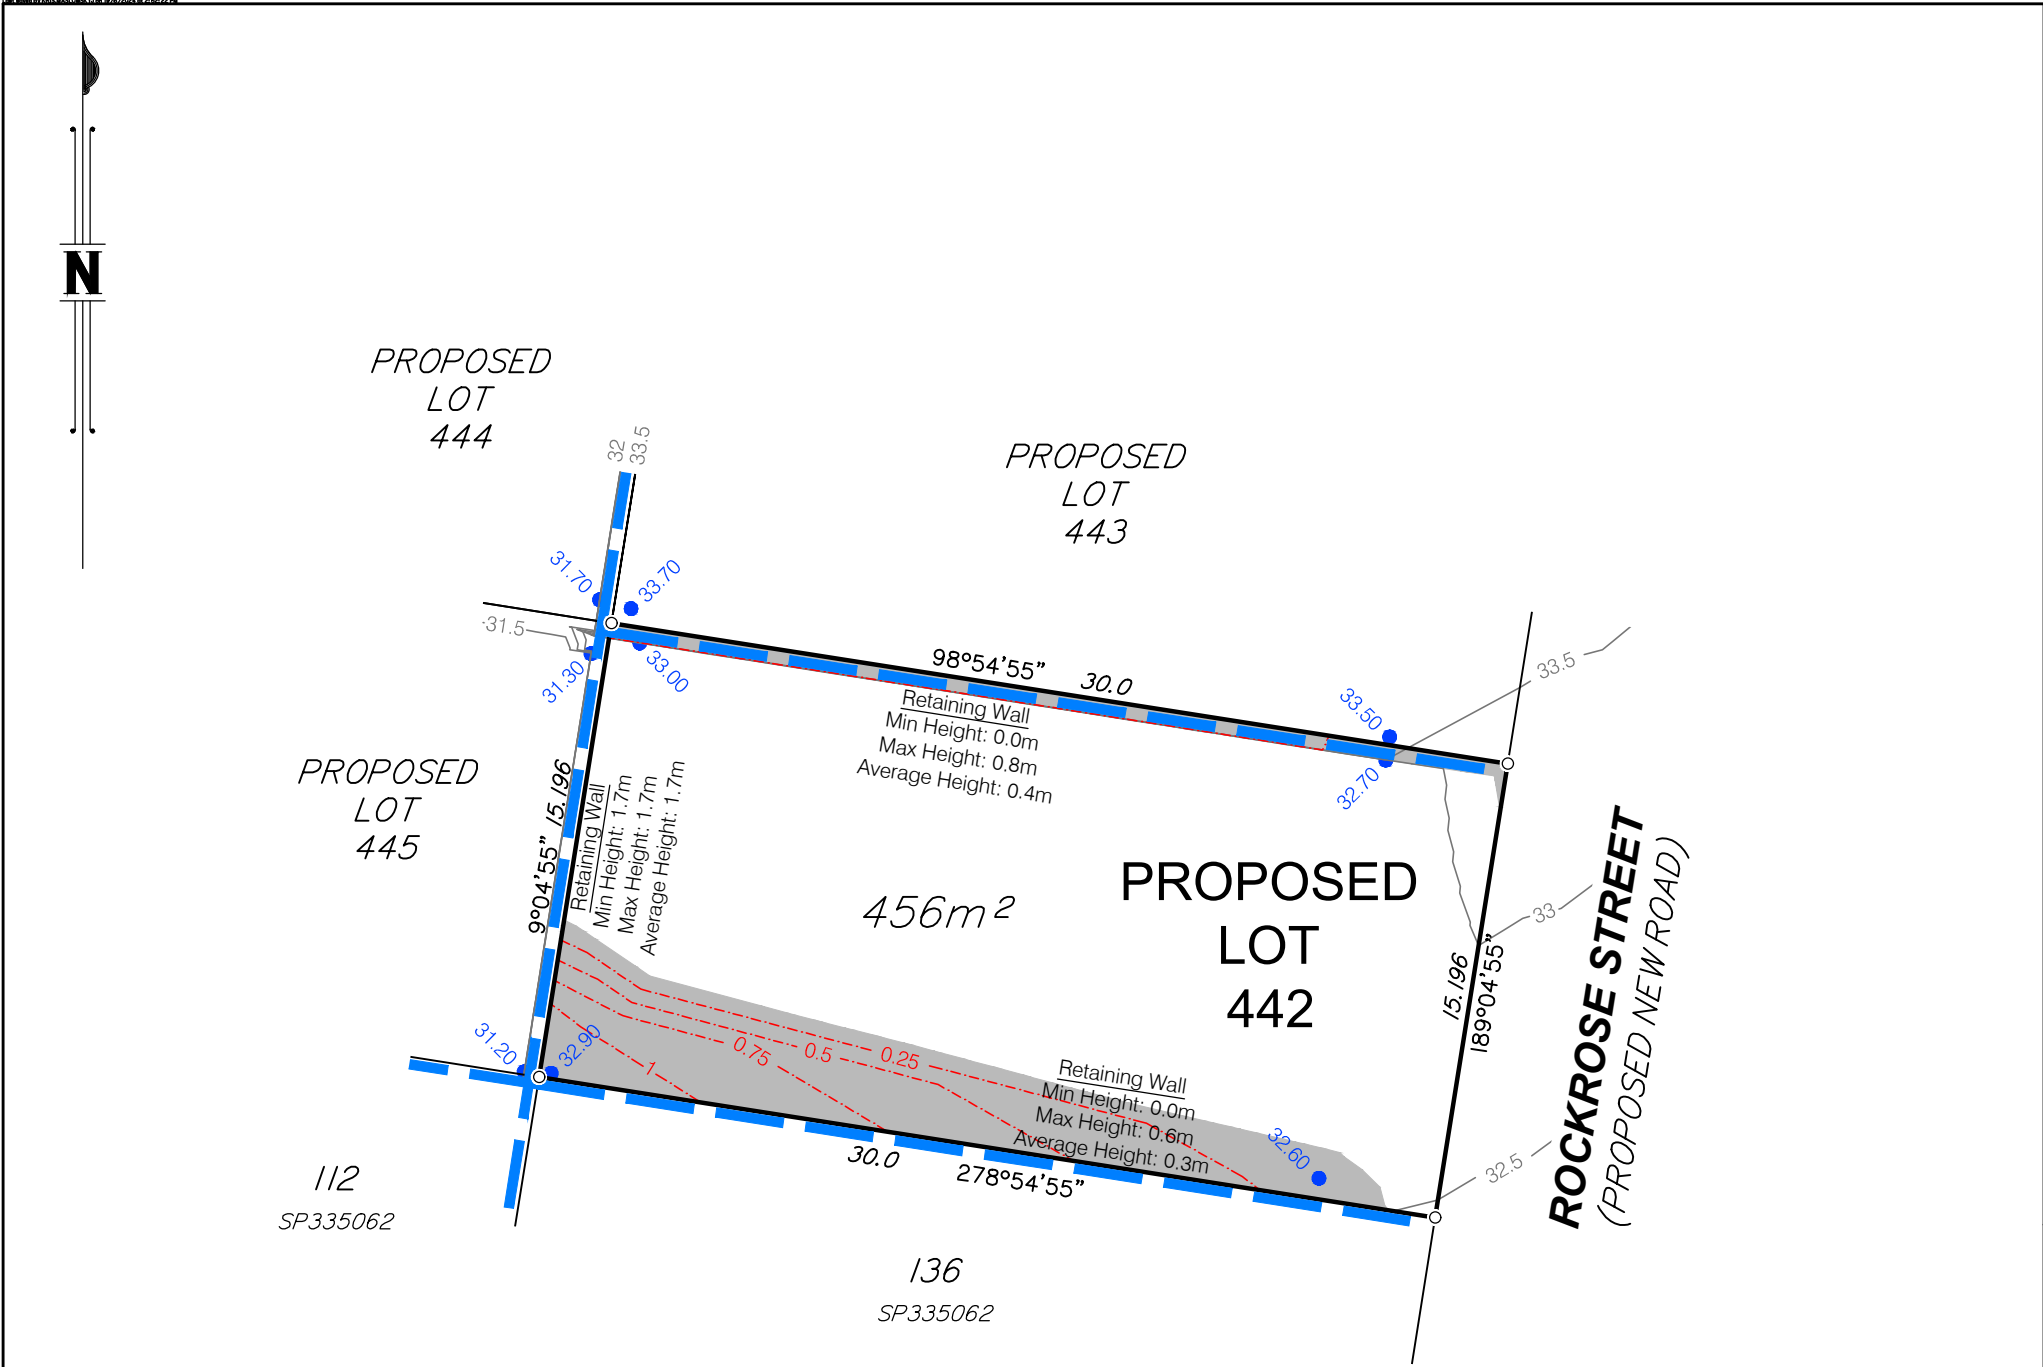 N
PROPOSED
LOT
444
32
33.5
PROPOSED
LOT
443
31.70
33.70
31.5
31.30
33.00
98°54'55" 30.0
Retaining Wall
Min Height: 0.0m
Max Height: 0.8m
Average Height: 0.4m
33.50
32.70
33.5
PROPOSED
LOT
445
9°04'55" 15.196
Retaining Wall
Min Height: 1.7m
Max Height: 1.7m
Average Height: 1.7m
456m²
PROPOSED
LOT
442
33
15.196
189°04'55"
ROCKROSE STREET
(PROPOSED NEW ROAD)
31.20
32.90
1
0.75
0.5
0.25
Retaining Wall
Min Height: 0.0m
Max Height: 0.6m
Average Height: 0.3m
32.60
32.5
30.0 278°54'55"
112
SP335062
136
SP335062